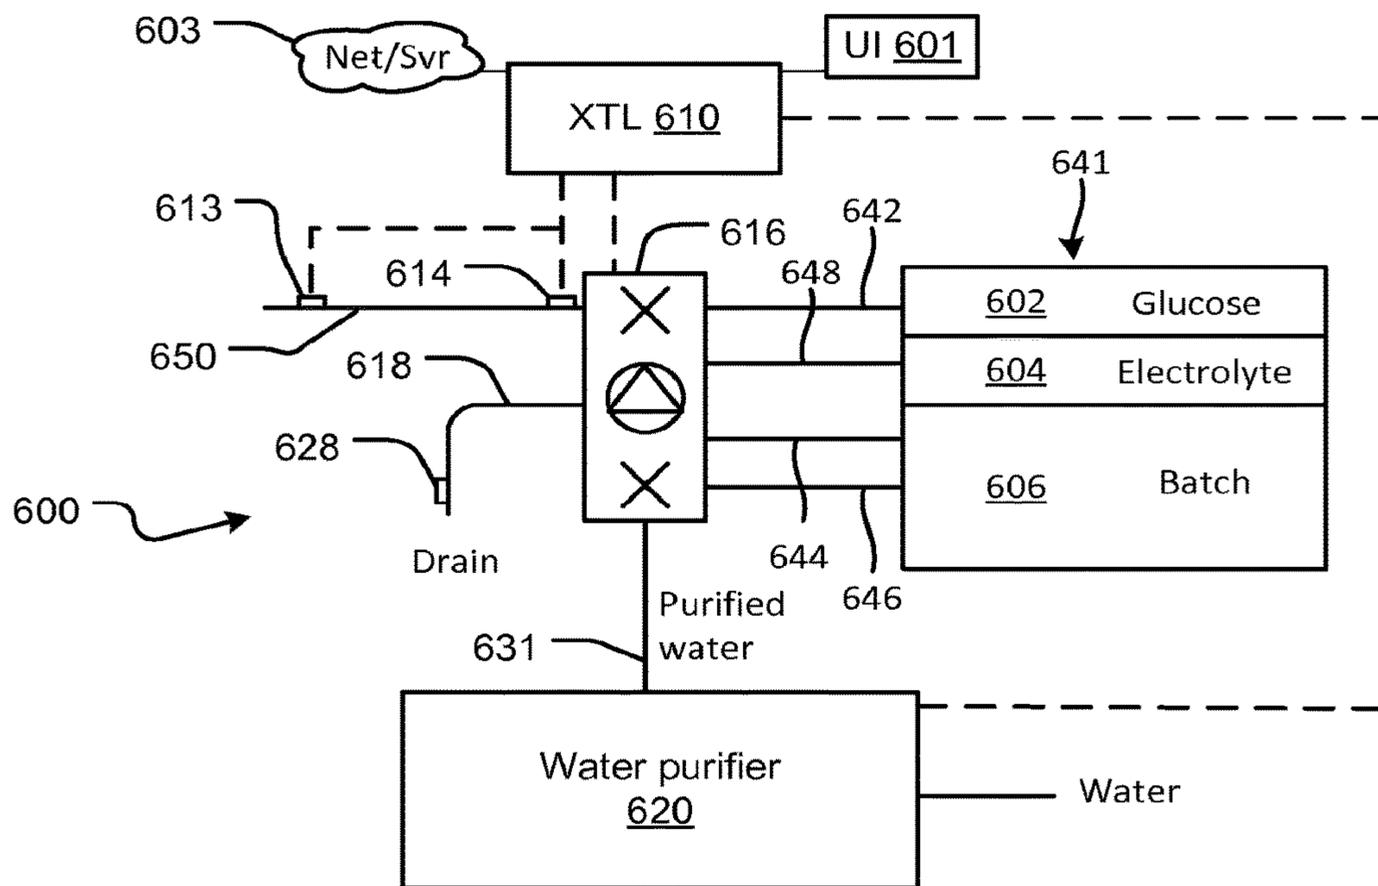 603
Net/Svr
UI 601
XTL 610
641
613
614
616
642
648
602 Glucose
650
618
604 Electrolyte
628
606 Batch
600
Drain
644
646
Purified
water
631
Water purifier
620
Water